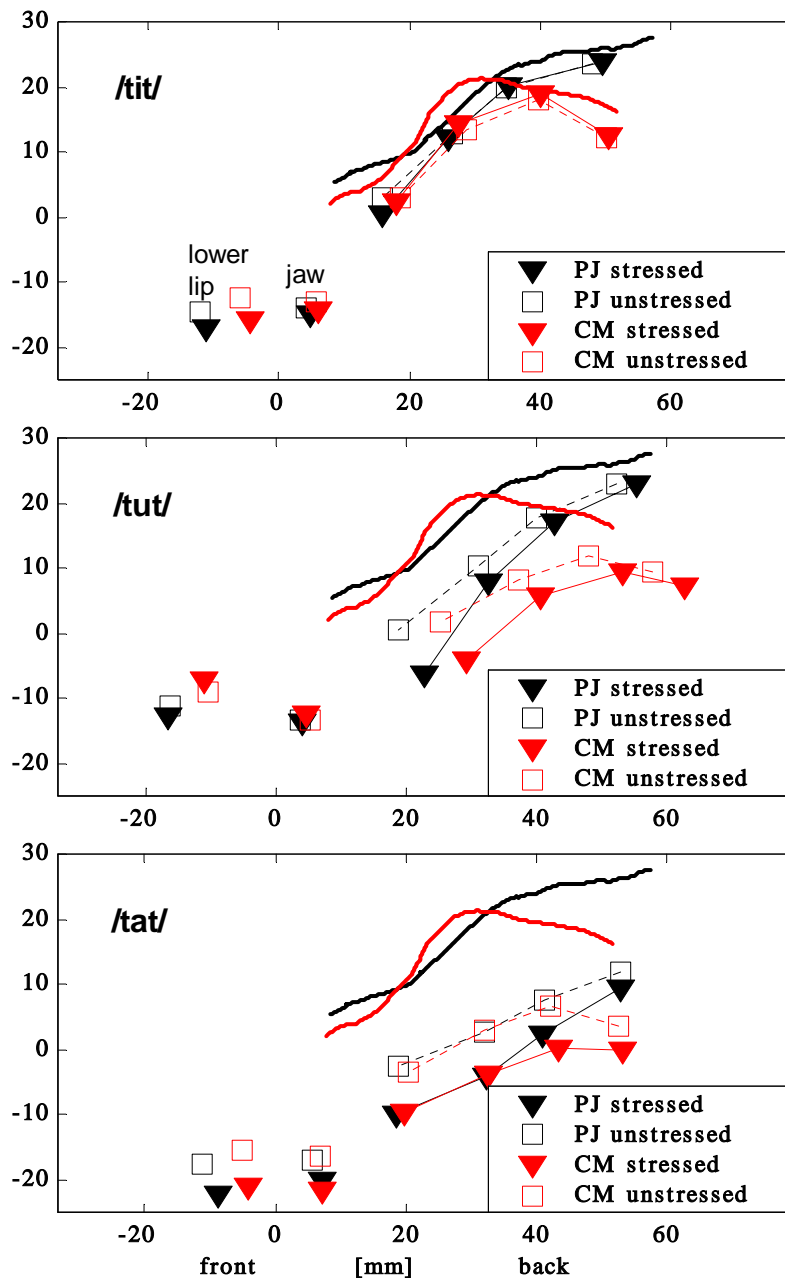 30
/tit/
20
10
0
lower
lip
jaw
-10
-20
PJ stressed
PJ unstressed
CM stressed
CM unstressed
-20 0 20 40 60
30
/tut/
20
10
0
-10
-20
PJ stressed
PJ unstressed
CM stressed
CM unstressed
-20 0 20 40 60
30
/tat/
20
10
0
-10
-20
PJ stressed
PJ unstressed
CM stressed
CM unstressed
-20 0 20 40 60
front [mm] back